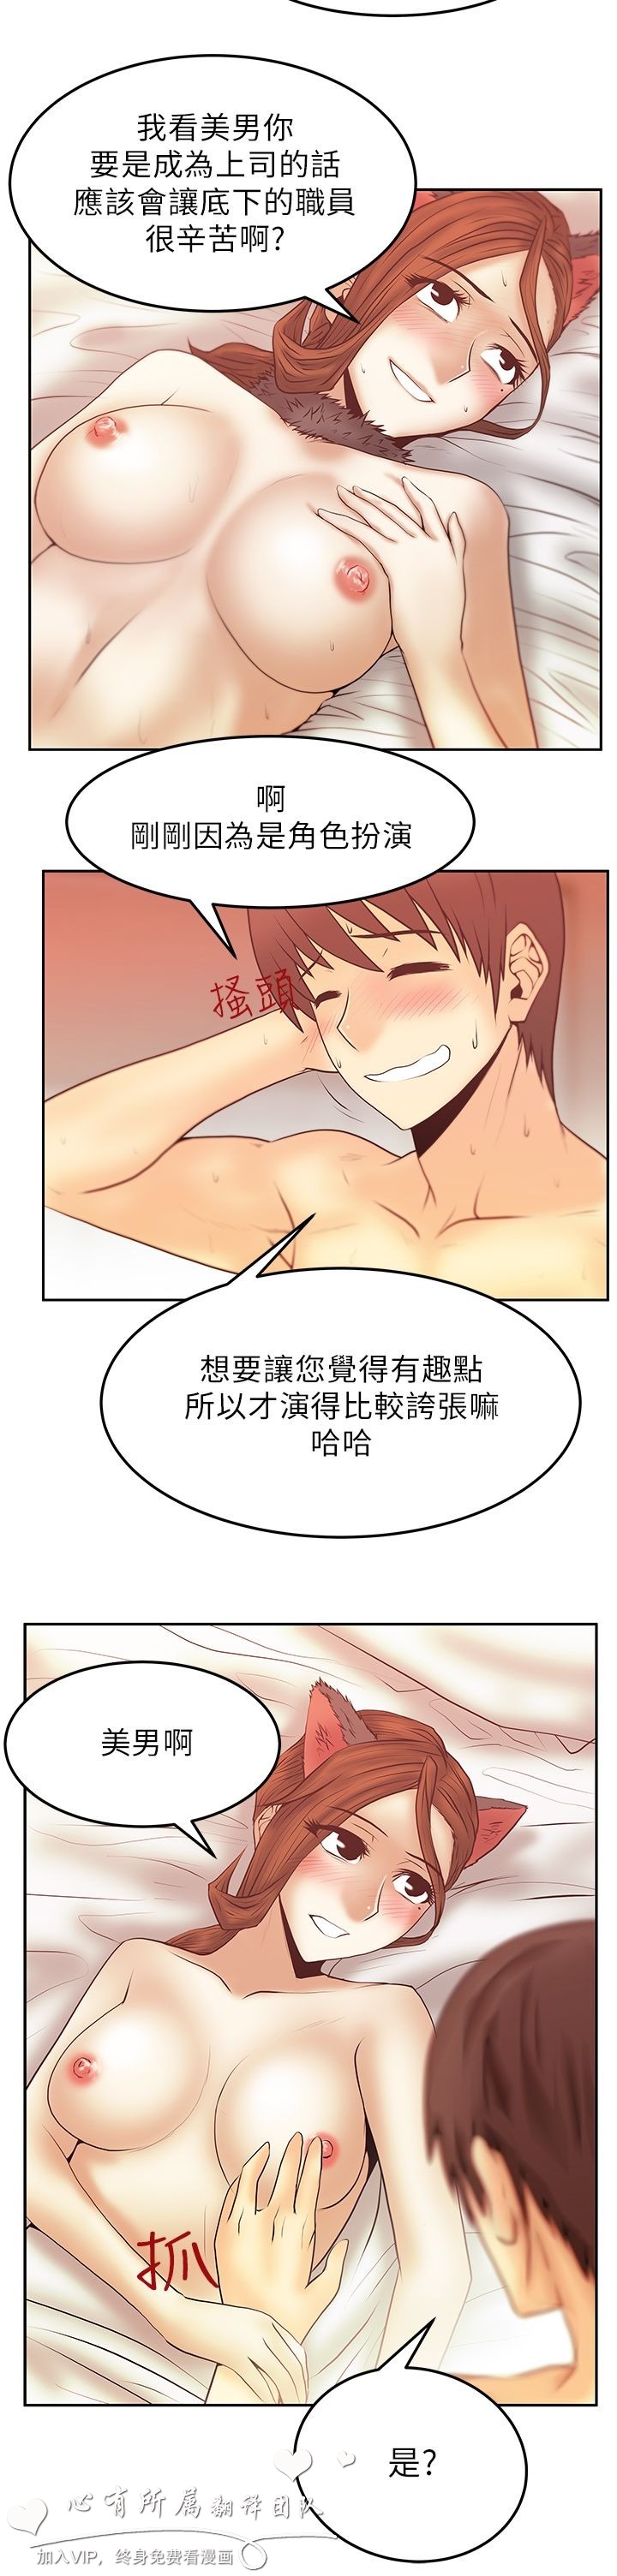 我看美男你
要是成為上司的話
應該會讓底下的職員
很辛苦啊?
啊
剛剛因為是角色扮演
搔頭
想要讓您覺得有趣點
所以才演得比較誇張嘛
哈哈
美男啊
抓
是?
心有所属翻译团队
加入VIP，终身免费看漫画